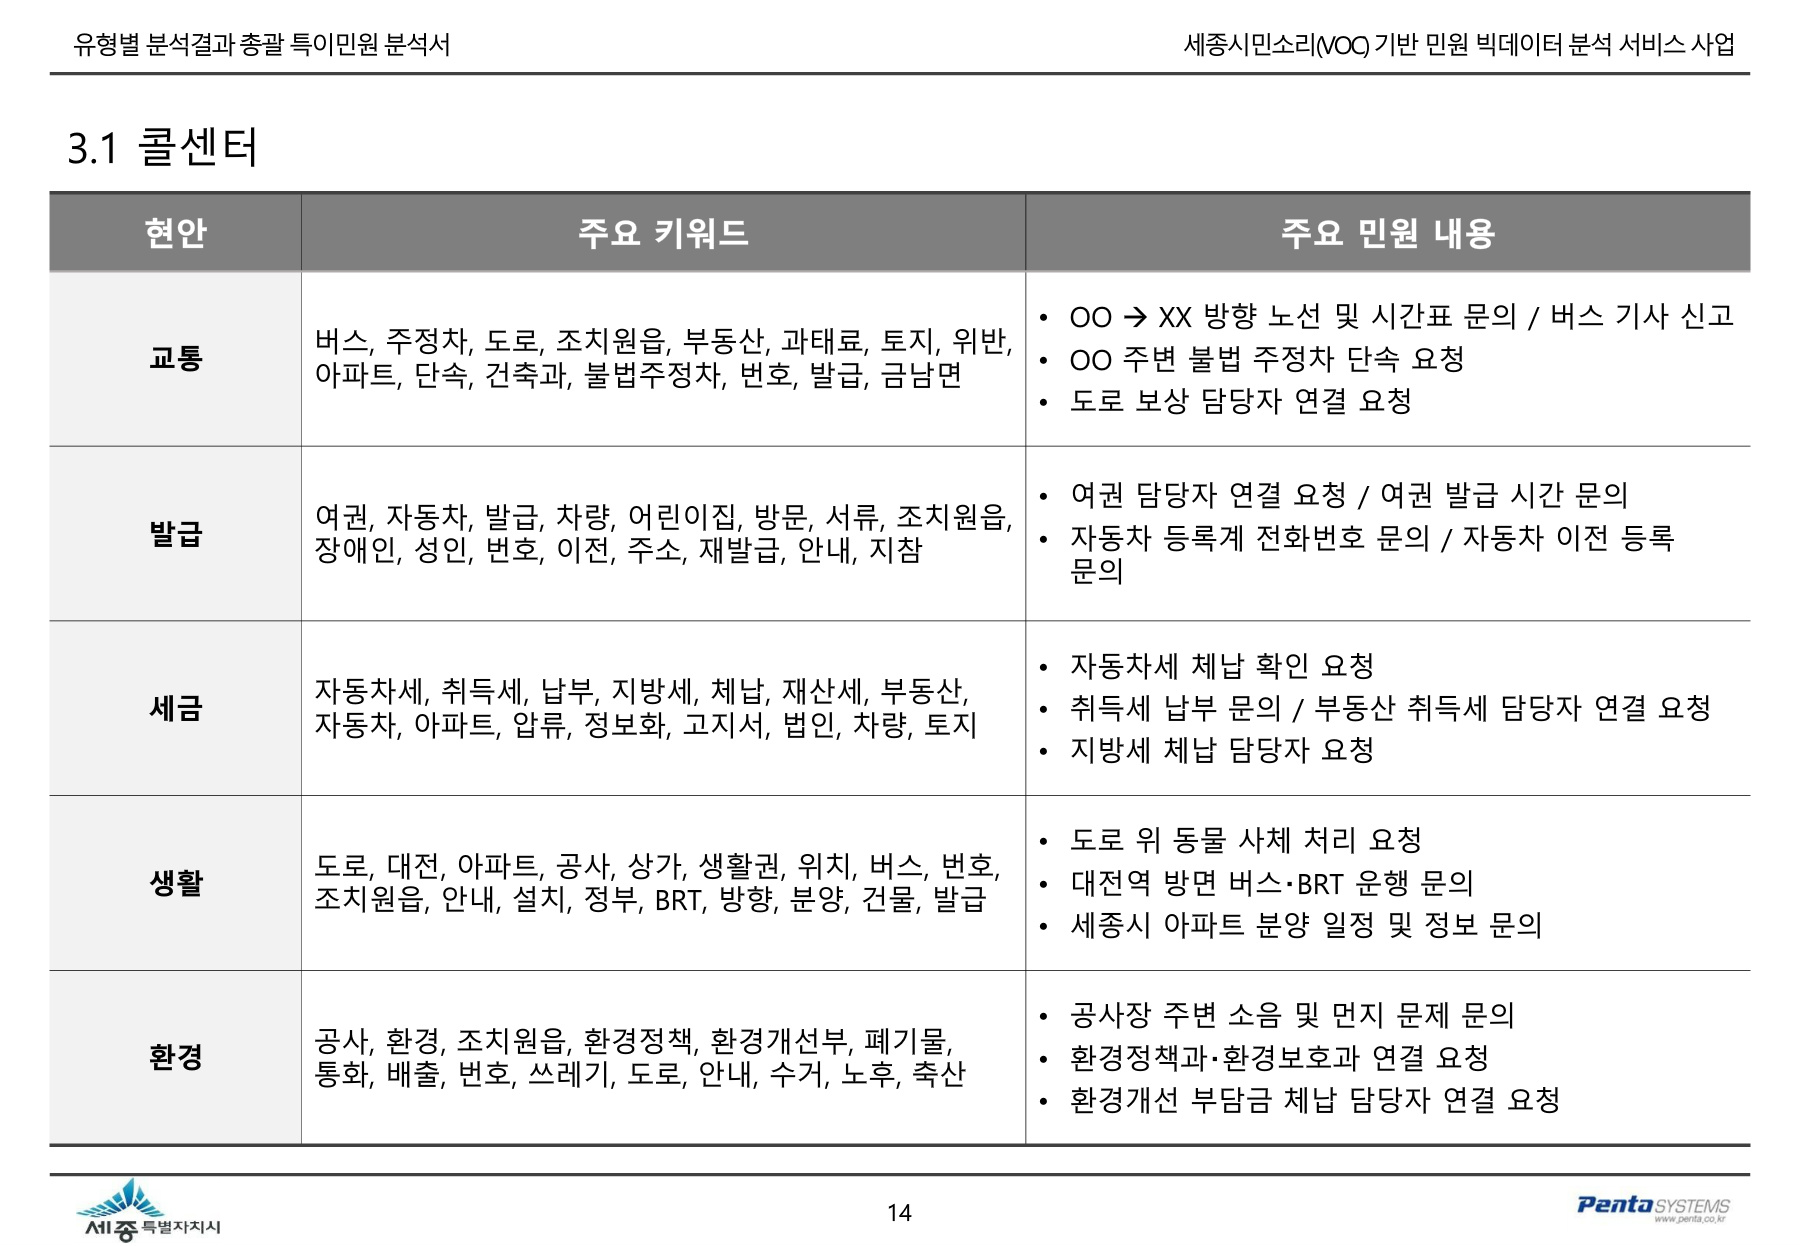 유형별 분석결과 총괄 특이민원 분석서
세종시민소리(VOC) 기반 민원 빅데이터 분석 서비스 사업
3.1 콜센터
현안
주요 키워드
주요 민원 내용
교통
버스, 주정차, 도로, 조치원읍, 부동산, 과태료, 토지, 위반,
아파트, 단속, 건축과, 불법주정차, 번호, 발급, 금남면
• OO → XX 방향 노선 및 시간표 문의 / 버스 기사 신고
• OO 주변 불법 주정차 단속 요청
• 도로 보상 담당자 연결 요청
발급
여권, 자동차, 발급, 차량, 어린이집, 방문, 서류, 조치원읍,
장애인, 성인, 번호, 이전, 주소, 재발급, 안내, 지참
• 여권 담당자 연결 요청 / 여권 발급 시간 문의
• 자동차 등록계 전화번호 문의 / 자동차 이전 등록
문의
세금
자동차세, 취득세, 납부, 지방세, 체납, 재산세, 부동산,
자동차, 아파트, 압류, 정보화, 고지서, 법인, 차량, 토지
• 자동차세 체납 확인 요청
• 취득세 납부 문의 / 부동산 취득세 담당자 연결 요청
• 지방세 체납 담당자 요청
생활
도로, 대전, 아파트, 공사, 상가, 생활권, 위치, 버스, 번호,
조치원읍, 안내, 설치, 정부, BRT, 방향, 분양, 건물, 발급
• 도로 위 동물 사체 처리 요청
• 대전역 방면 버스·BRT 운행 문의
• 세종시 아파트 분양 일정 및 정보 문의
환경
공사, 환경, 조치원읍, 환경정책, 환경개선부, 폐기물,
통화, 배출, 번호, 쓰레기, 도로, 안내, 수거, 노후, 축산
• 공사장 주변 소음 및 먼지 문제 문의
• 환경정책과·환경보호과 연결 요청
• 환경개선 부담금 체납 담당자 연결 요청
세종특별자치시
14
Penta SYSTEMS
www.penta.co.kr